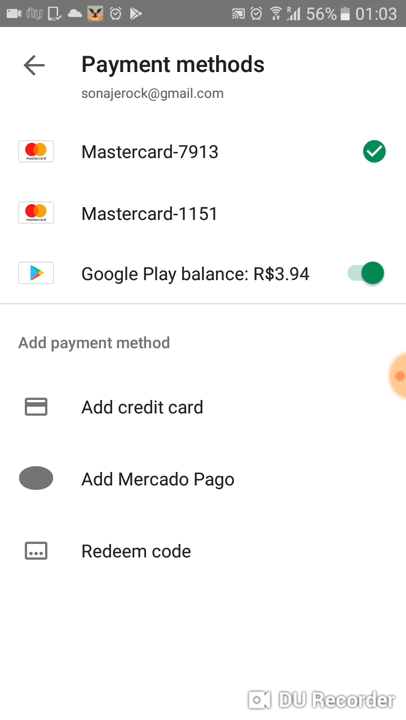 56% 01:03
Payment methods
sonajerock@gmail.com
Mastercard-7913
Mastercard-1151
Google Play balance: R$3.94
Add payment method
Add credit card
Add Mercado Pago
Redeem code
DU Recorder